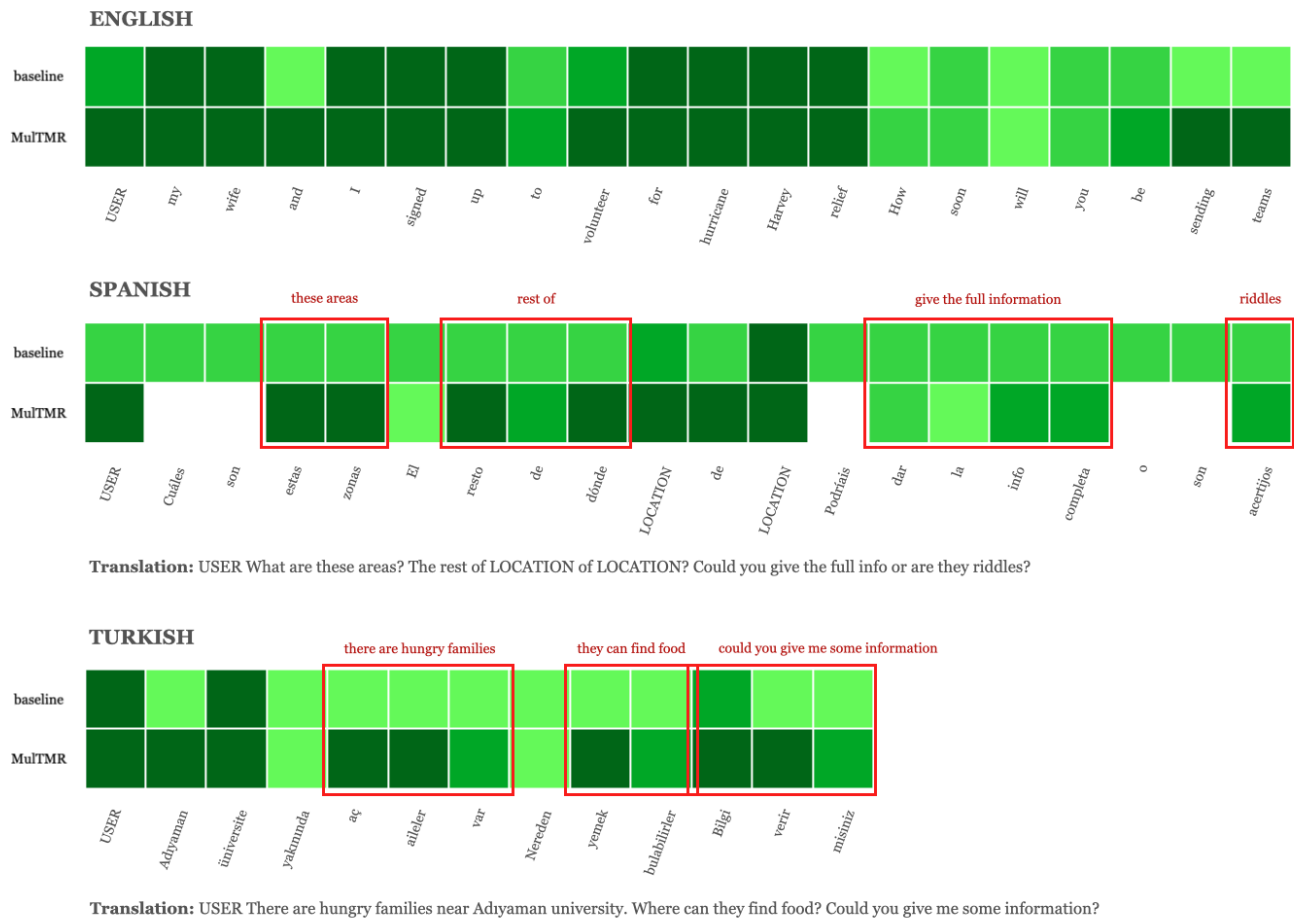 ENGLISH
baseline
MulTMR
USER my wife and I signed up to volunteer for hurricane Harvey relief How soon will you be sending teams
SPANISH
these areas rest of give the full information riddles
baseline
MulTMR
USER Cuáles son estas zonas El resto de dónde LOCATION de LOCATION Podríais dar la info completa o son acertijos
Translation: USER What are these areas? The rest of LOCATION of LOCATION? Could you give the full info or are they riddles?
TURKISH
there are hungry families they can find food could you give me some information
baseline
MulTMR
USER Adıyaman üniversite yakınında aç aileler var Nereden yemek bulabilirler Bilgi verir misiniz
Translation: USER There are hungry families near Adıyaman university. Where can they find food? Could you give me some information?